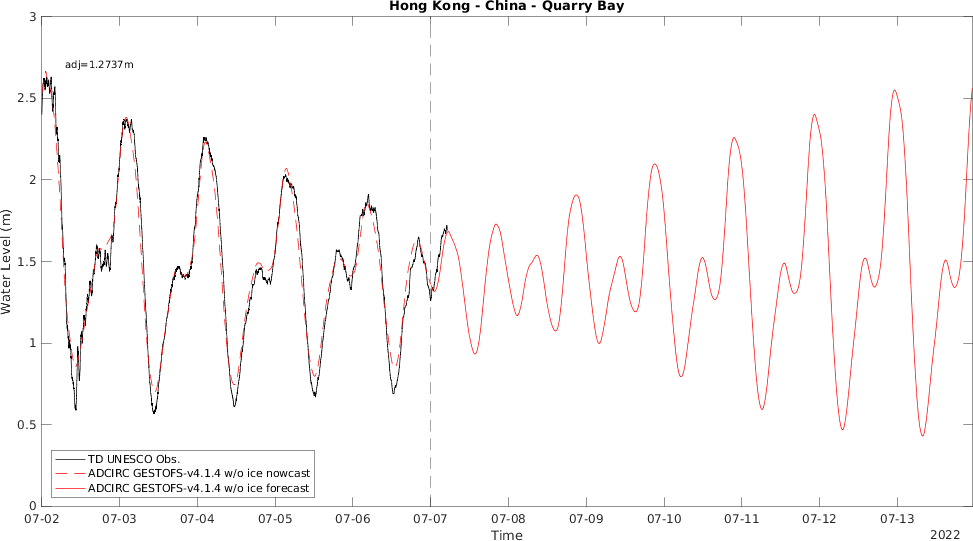 Hong Kong - China - Quarry Bay
3
adj=1.2737m
2.5
2
Water Level (m)
1.5
1
0.5
TD UNESCO Obs.
ADCIRC GESTOFS-v4.1.4 w/o ice nowcast
ADCIRC GESTOFS-v4.1.4 w/o ice forecast
0
07-02 07-03 07-04 07-05 07-06 07-07 07-08 07-09 07-10 07-11 07-12 07-13
Time
2022